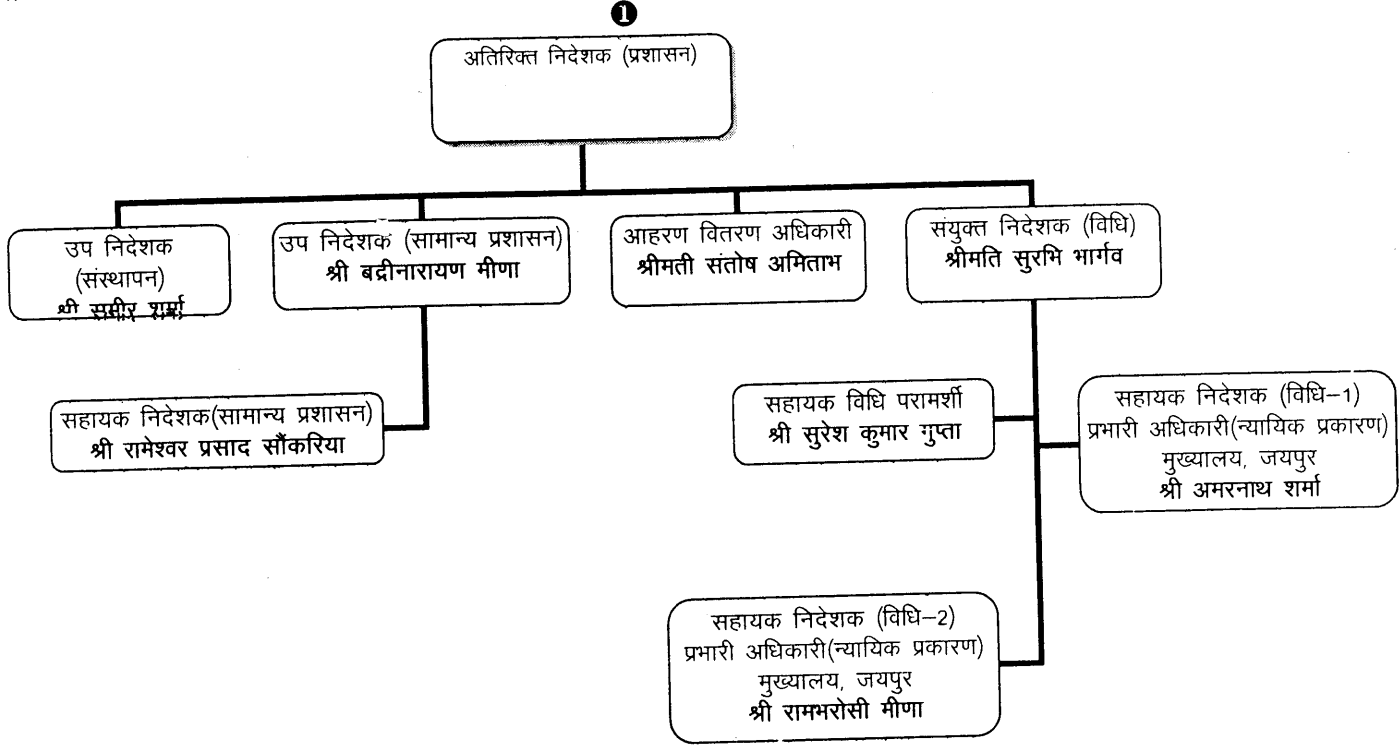 ❶
अतिरिक्त निदेशक (प्रशासन)
उप निदेशक
(संस्थापन)
श्री समीर शर्मा
उप निदेशक (सामान्य प्रशासन)
श्री बद्रीनारायण मीणा
आहरण वितरण अधिकारी
श्रीमती संतोष अमिताभ
संयुक्त निदेशक (विधि)
श्रीमति सुरभि भार्गव
सहायक निदेशक(सामान्य प्रशासन)
श्री रामेश्वर प्रसाद सौंकरिया
सहायक विधि परामर्शी
श्री सुरेश कुमार गुप्ता
सहायक निदेशक (विधि–1)
प्रभारी अधिकारी(न्यायिक प्रकारण)
मुख्यालय, जयपुर
श्री अमरनाथ शर्मा
सहायक निदेशक (विधि–2)
प्रभारी अधिकारी(न्यायिक प्रकारण)
मुख्यालय, जयपुर
श्री रामभरोसी मीणा